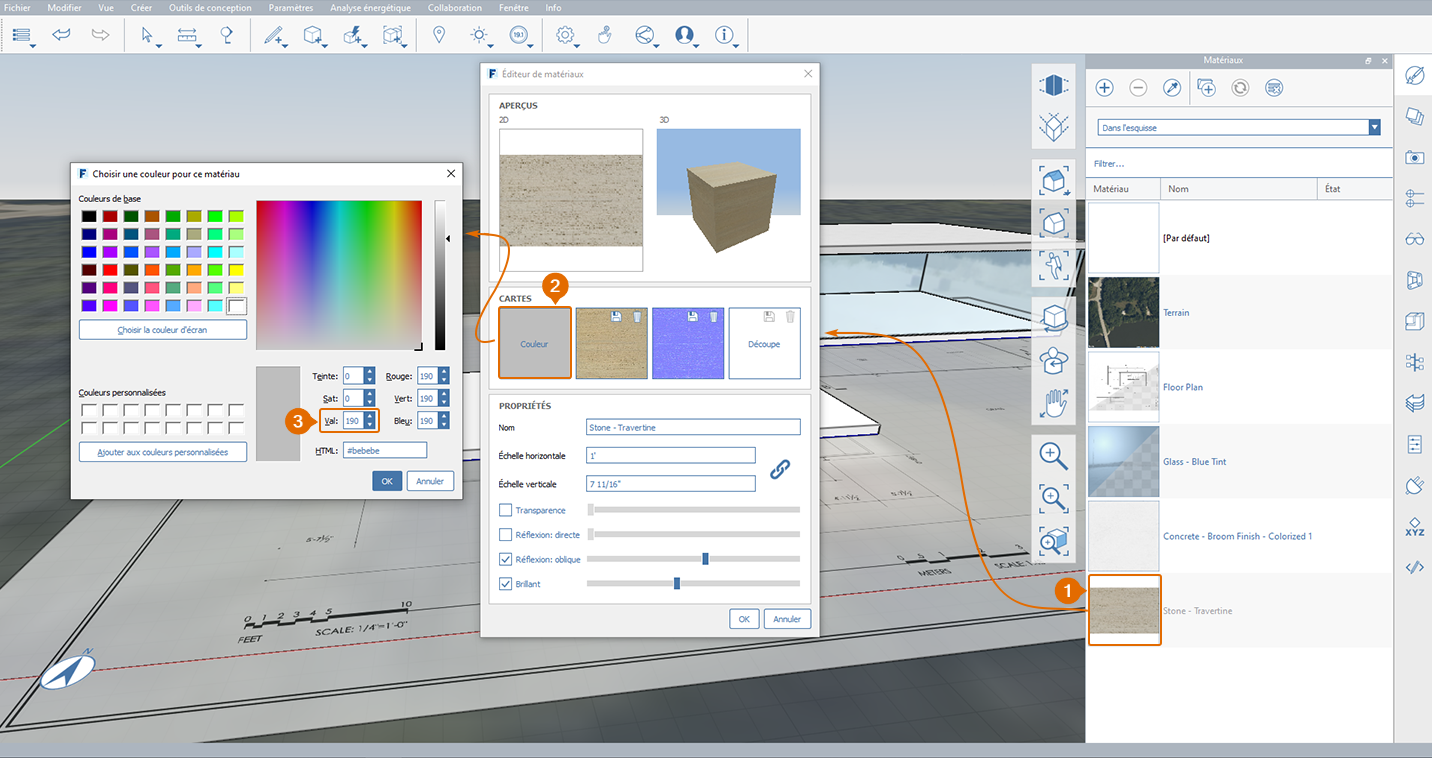 Fichier Modifier Vue Créer Outils de conception Paramètres Analyse énergétique Collaboration Fenêtre Info
19.1
Choisir une couleur pour ce matériau
Couleurs de base
Choisir la couleur d'écran
Couleurs personnalisées
Ajouter aux couleurs personnalisées
Teinte: 0 Rouge: 190
Sat: 0 Vert: 190
3 Val: 190 Bleu: 190
HTML: #bebebe
OK Annuler
Éditeur de matériaux
APERÇUS
2D 3D
CARTES
2
Couleur Découpe
PROPRIÉTÉS
Nom Stone - Travertine
Échelle horizontale 1'
Échelle verticale 7 11/16"
Transparence
Réflexion: directe
Réflexion: oblique
Brillant
OK Annuler
Matériaux
Dans l'esquisse
Filtrer...
Matériau Nom État
[Par défaut]
Terrain
Floor Plan
Glass - Blue Tint
Concrete - Broom Finish - Colorized 1
1
Stone - Travertine
XYZ
0 1 2 3 4 5 10
FEET SCALE: 1/4"=1'-0"
METERS
N